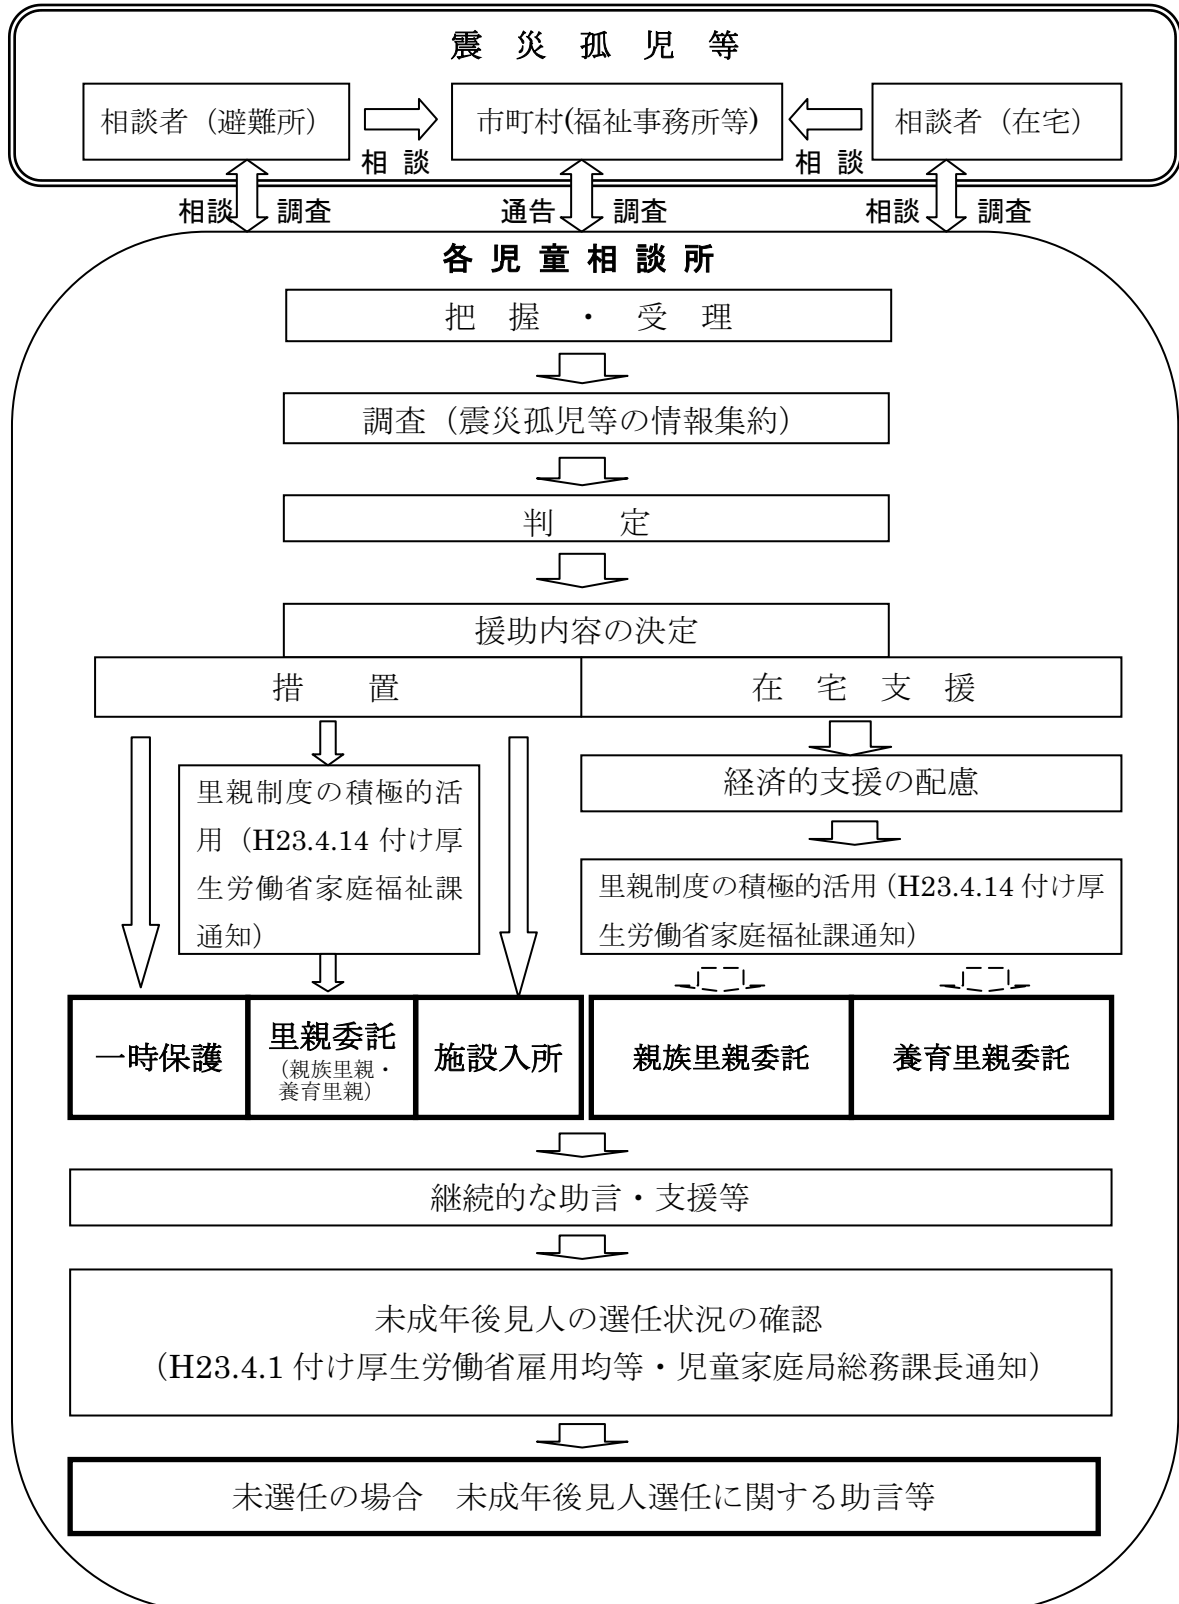 震災孤児等
相談者（避難所）
市町村(福祉事務所等)
相談者（在宅）
相談
相談
相談
調査
通告
調査
相談
調査
各児童相談所
把握・受理
調査（震災孤児等の情報集約）
判定
援助内容の決定
措置
在宅支援
里親制度の積極的活
用（H23.4.14 付け厚
生労働省家庭福祉課
通知）
経済的支援の配慮
里親制度の積極的活用（H23.4.14 付け厚
生労働省家庭福祉課通知）
一時保護
里親委託
（親族里親・
養育里親）
施設入所
親族里親委託
養育里親委託
継続的な助言・支援等
未成年後見人の選任状況の確認
（H23.4.1 付け厚生労働省雇用均等・児童家庭局総務課長通知）
未選任の場合　未成年後見人選任に関する助言等